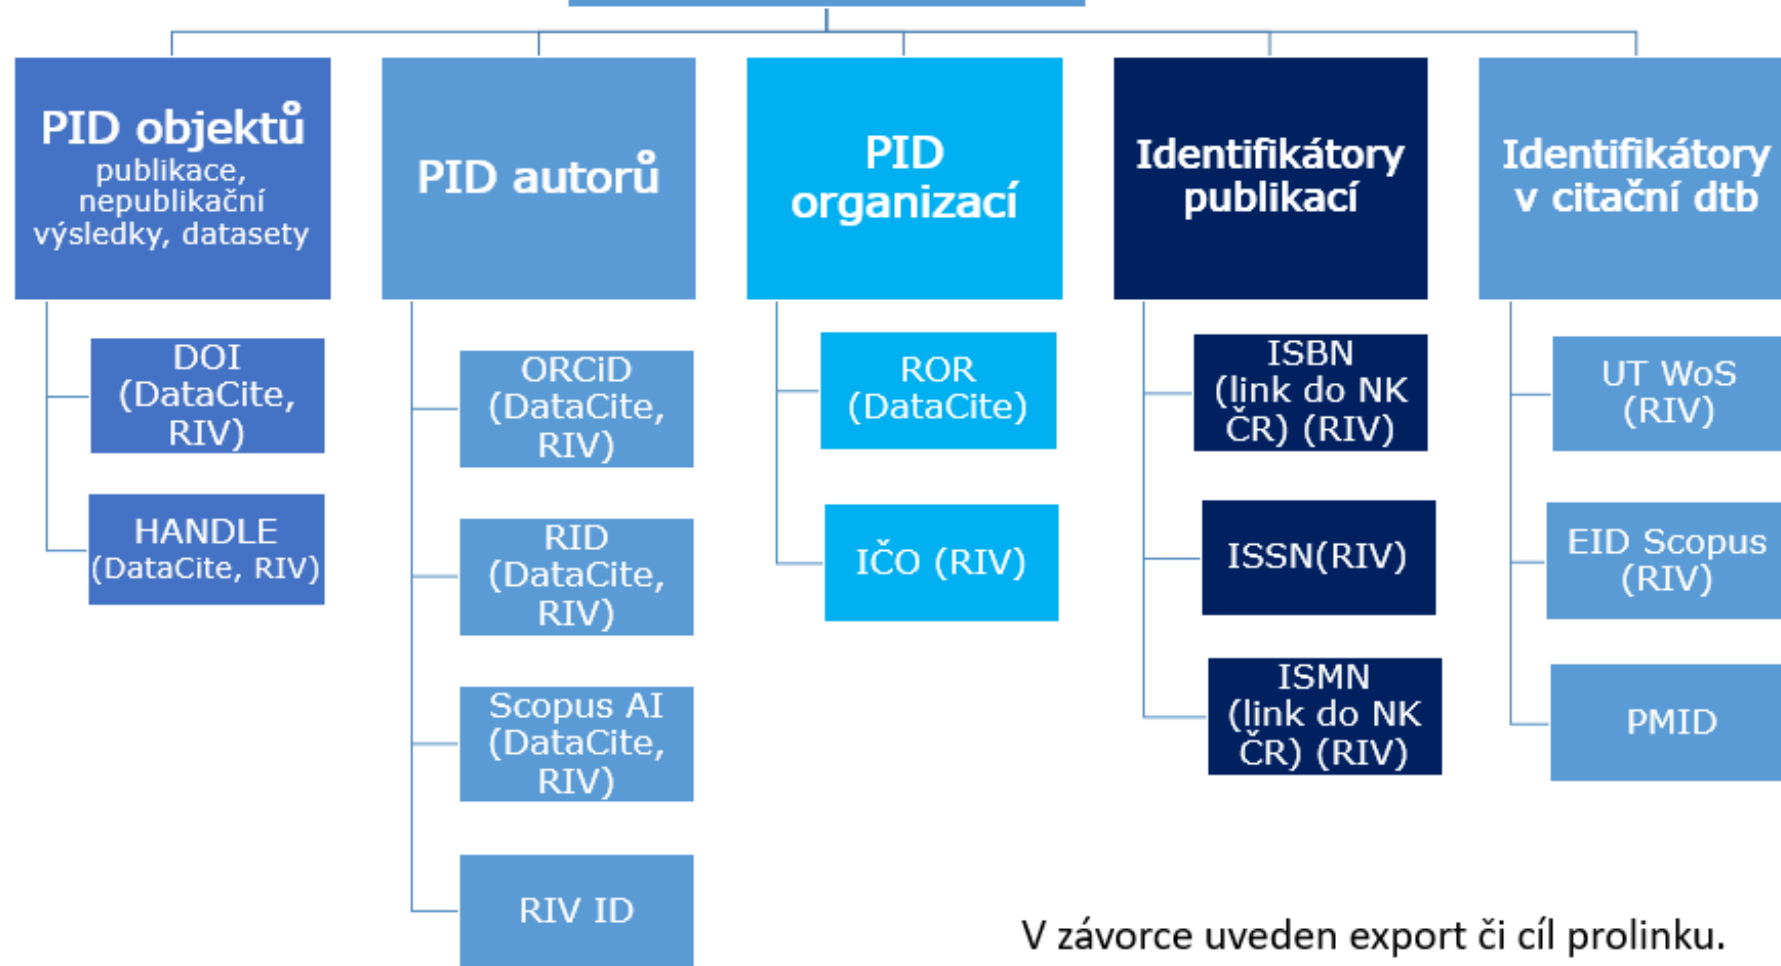 PID objektů
publikace,
nepublikační
výsledky, datasety
DOI
(DataCite,
RIV)
HANDLE
(DataCite, RIV)
PID autorů
ORCiD
(DataCite,
RIV)
RID
(DataCite,
RIV)
Scopus AI
(DataCite,
RIV)
RIV ID
PID
organizací
ROR
(DataCite)
IČO (RIV)
Identifikátory
publikací
ISBN
(link do NK
ČR) (RIV)
ISSN(RIV)
ISMN
(link do NK
ČR) (RIV)
Identifikátory
v citační dtb
UT WoS
(RIV)
EID Scopus
(RIV)
PMID
V závorce uveden export či cíl prolinku.